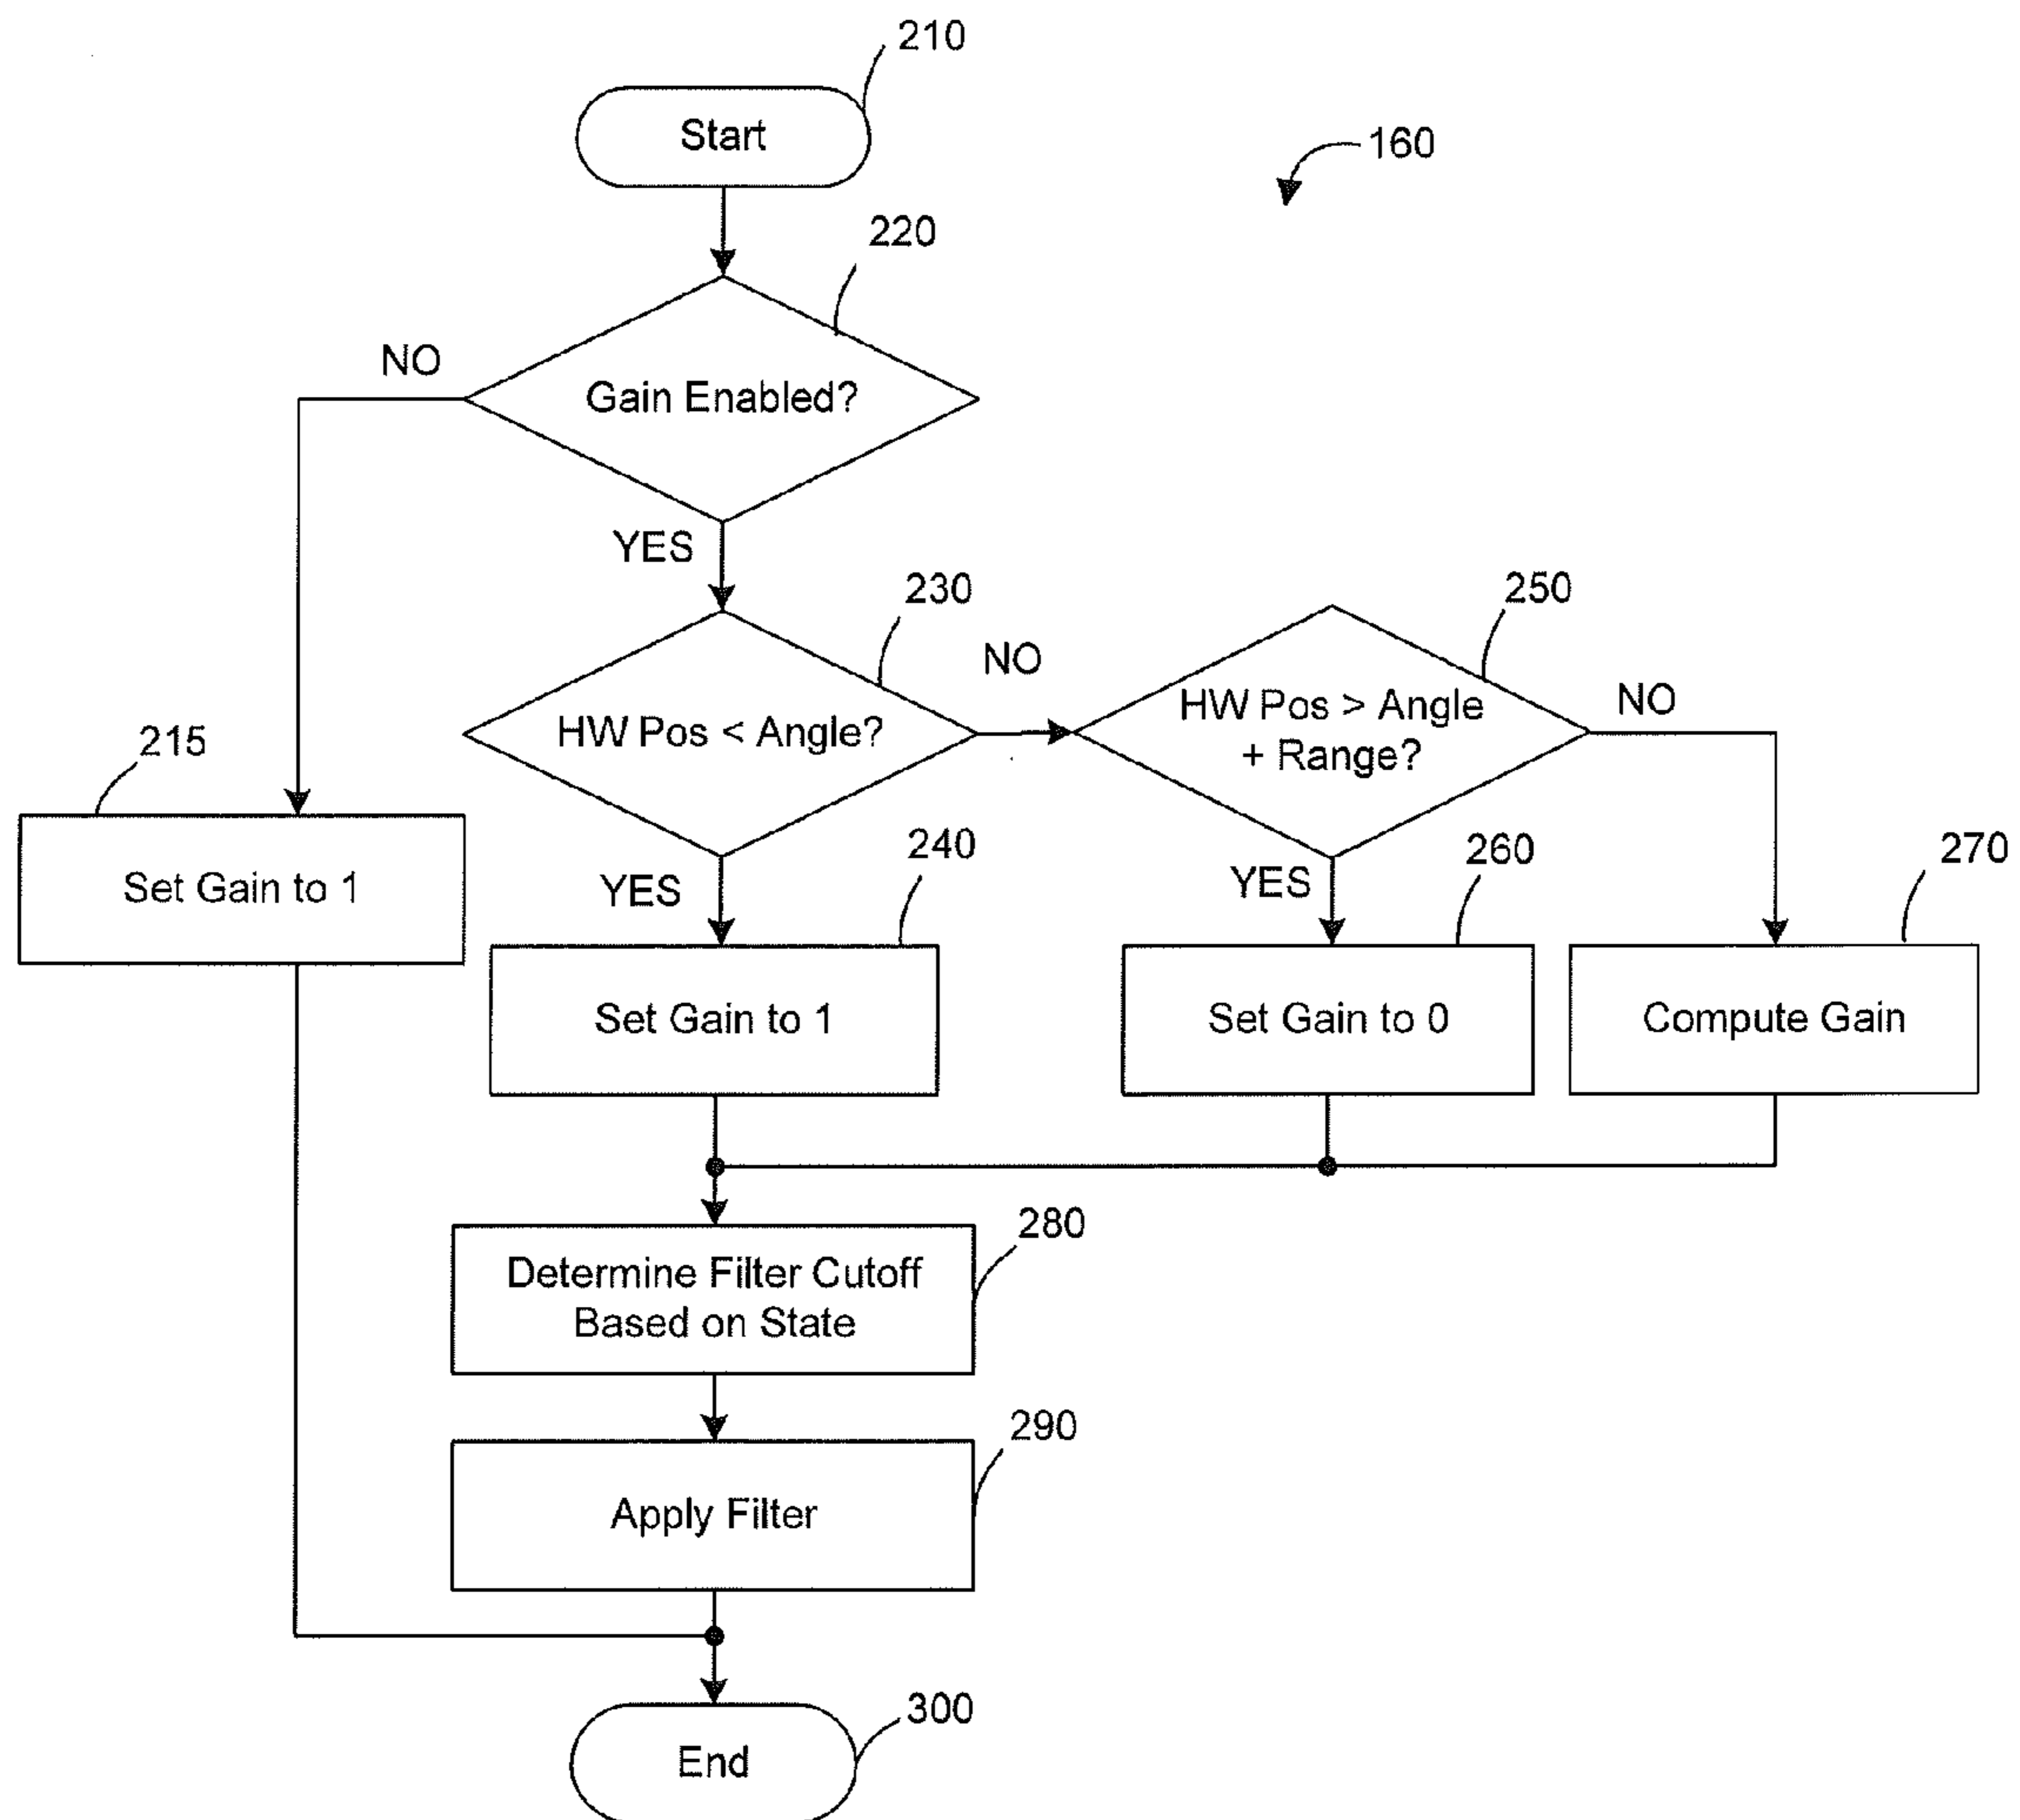 210
Start
160
220
NO
Gain Enabled?
YES
230
250
NO
NO
HW Pos < Angle?
HW Pos > Angle
+ Range?
215
240
260
270
YES
YES
Set Gain to 1
Set Gain to 1
Set Gain to 0
Compute Gain
280
Determine Filter Cutoff
Based on State
290
Apply Filter
300
End